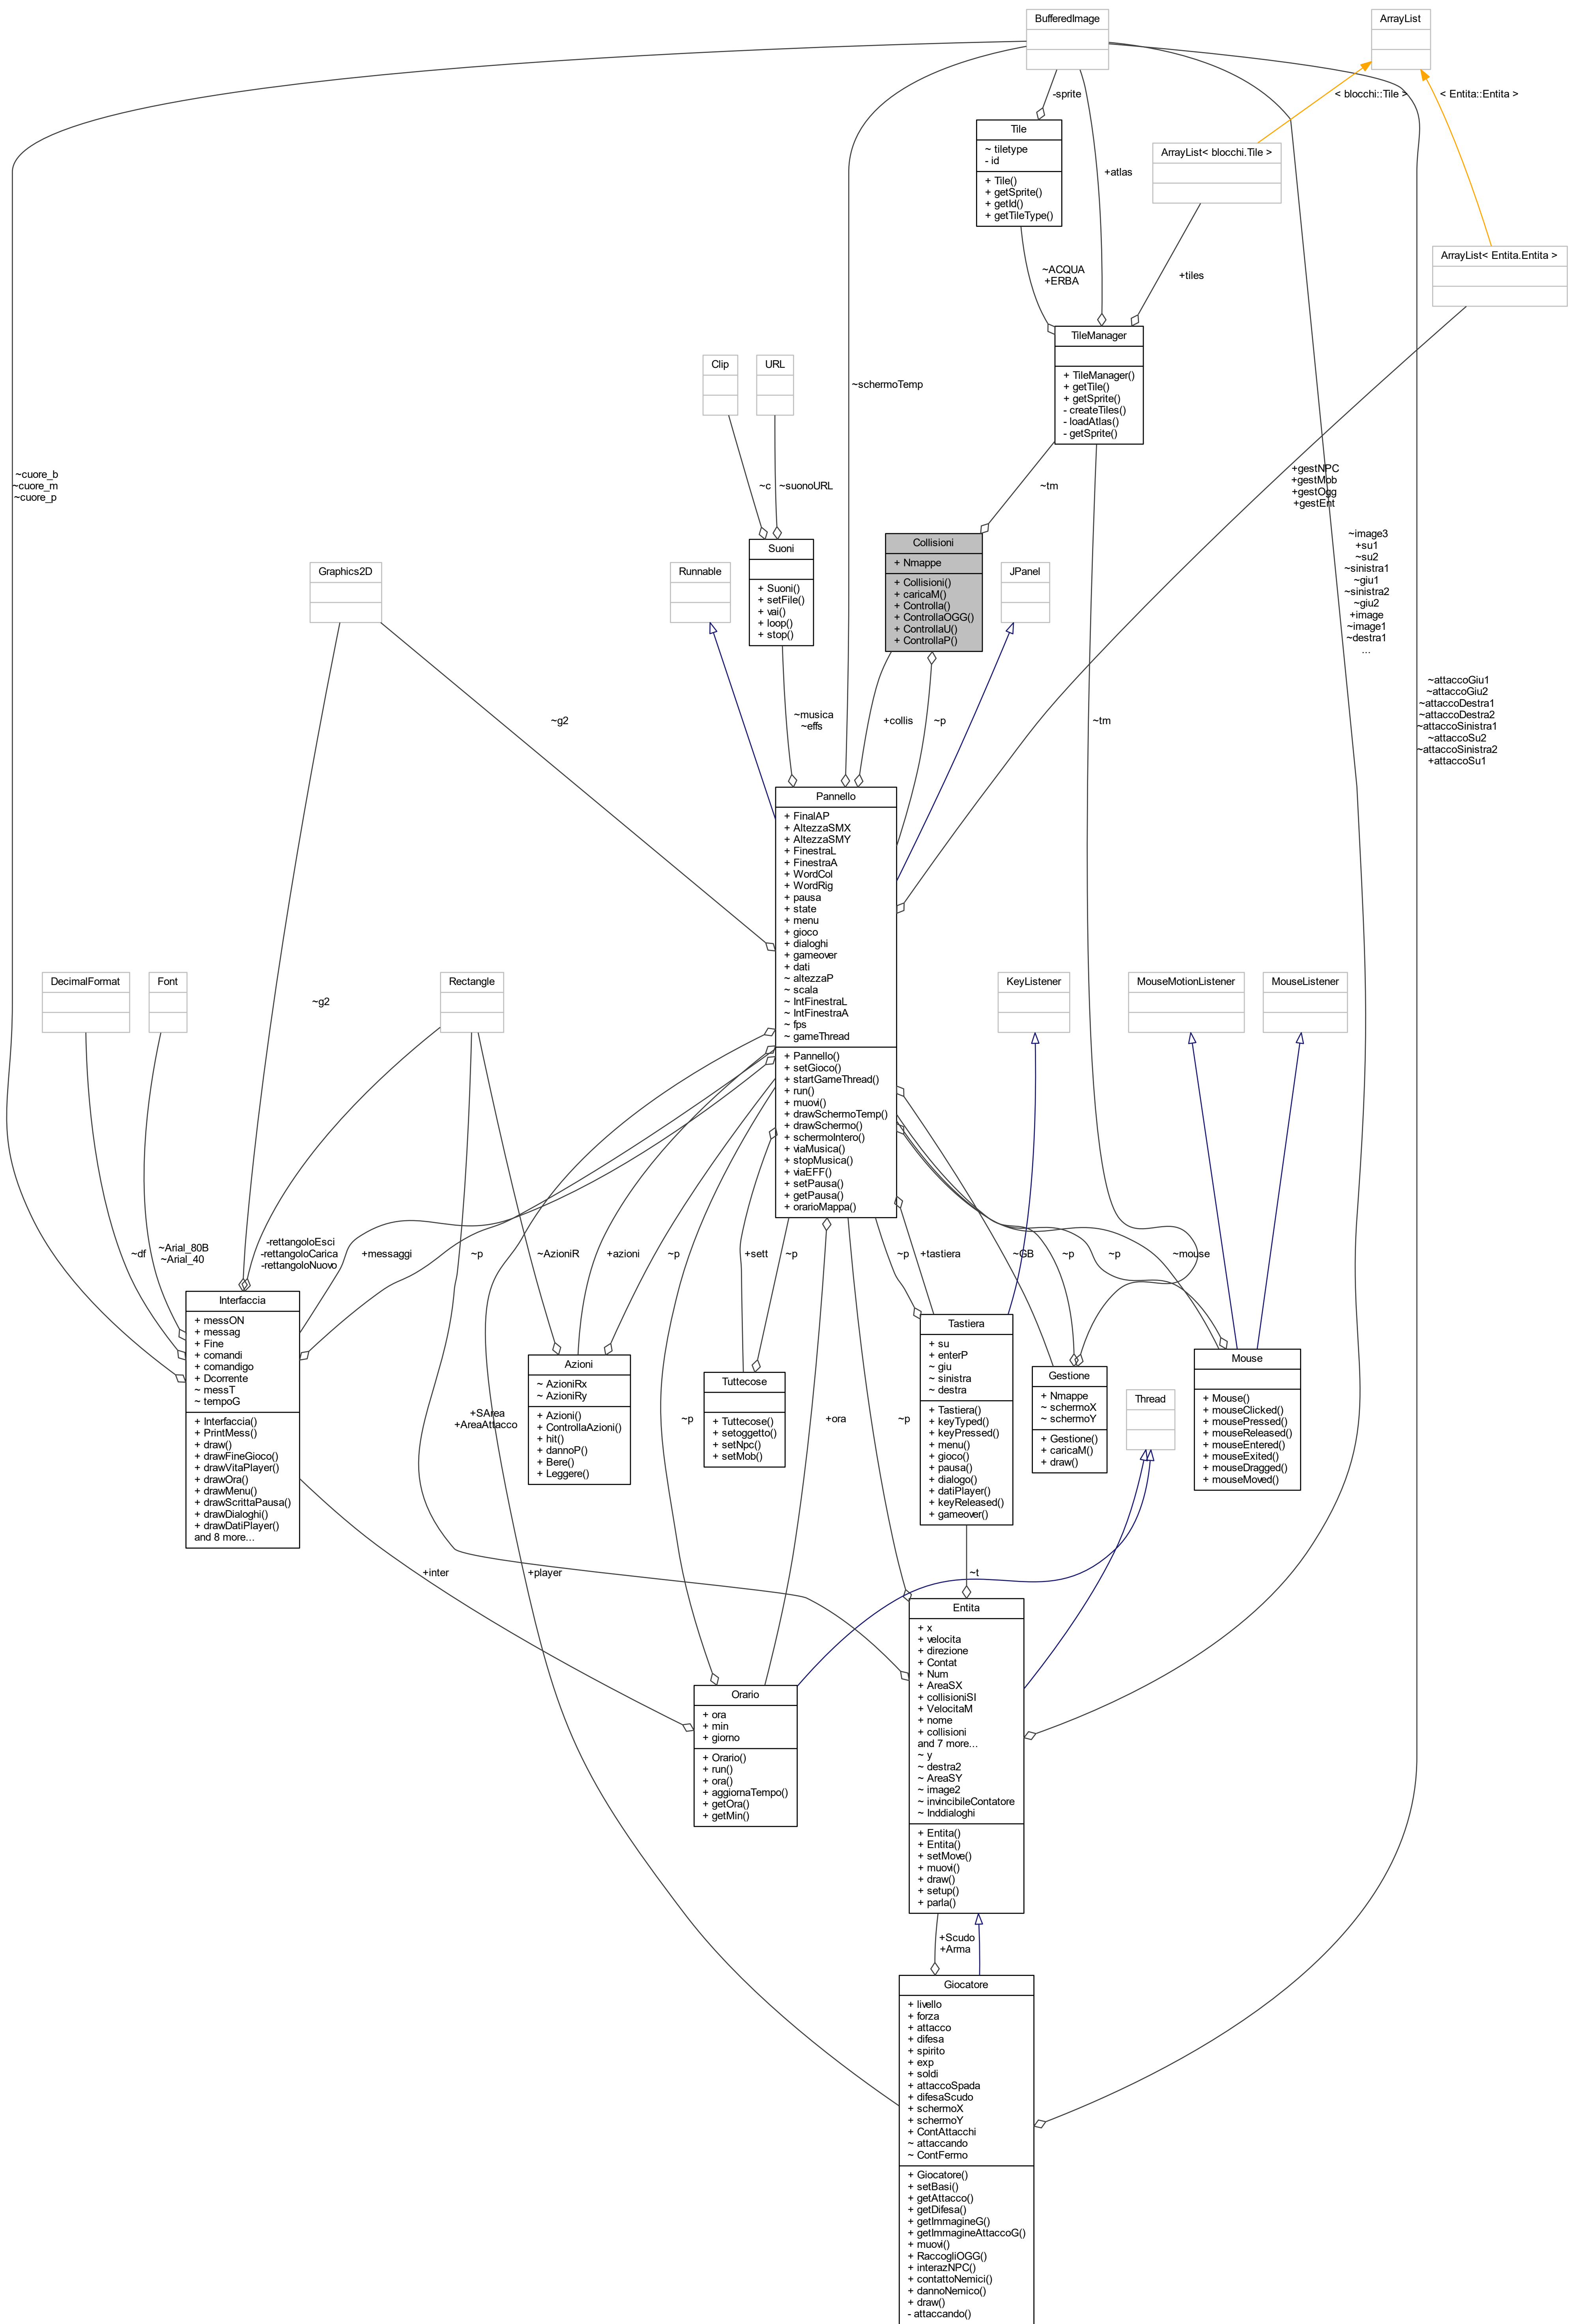 BufferedImage
ArrayList
-sprite
< blocchi::Tile >
< Entita::Entita >
Tile
~ tiletype
- id
+ Tile()
+ getSprite()
+ getId()
+ getTileType()
ArrayList< blocchi.Tile >
+atlas
ArrayList< Entita.Entita >
~ACQUA
+ERBA
+tiles
TileManager
+ TileManager()
+ getTile()
+ getSprite()
- createTiles()
- loadAtlas()
- getSprite()
Clip
URL
~schermoTemp
~cuore_b
~cuore_m
~cuore_p
~c
~suonoURL
~tm
+gestNPC
+gestMob
+gestOgg
+gestEnt
Suoni
+ Suoni()
+ setFile()
+ vai()
+ loop()
+ stop()
Collisioni
+ Nmappe
+ Collisioni()
+ caricaM()
+ Controlla()
+ ControllaOGG()
+ ControllaU()
+ ControllaP()
~image3
+su1
~su2
~sinistra1
~giu1
~sinistra2
~giu2
+image
~image1
~destra1
...
Graphics2D
Runnable
JPanel
~attaccoGiu1
~attaccoGiu2
~attaccoDestra1
~attaccoDestra2
~attaccoSinistra1
~attaccoSu2
~attaccoSinistra2
+attaccoSu1
~g2
~musica
~effs
+collis
~p
~tm
Pannello
+ FinalAP
+ AltezzaSMX
+ AltezzaSMY
+ FinestraL
+ FinestraA
+ WordCol
+ WordRig
+ pausa
+ state
+ menu
+ gioco
+ dialoghi
+ gameover
+ dati
~ altezzaP
~ scala
~ IntFinestraL
~ IntFinestraA
~ fps
~ gameThread
+ Pannello()
+ setGioco()
+ startGameThread()
+ run()
+ muovi()
+ drawSchermoTemp()
+ drawSchermo()
+ schermoIntero()
+ viaMusica()
+ stopMusica()
+ viaEFF()
+ setPausa()
+ getPausa()
+ orarioMappa()
DecimalFormat
Font
Rectangle
KeyListener
MouseMotionListener
MouseListener
~g2
~df
~Arial_80B
~Arial_40
-rettangoloEsci
-rettangoloCarica
-rettangoloNuovo
+messaggi
~p
~AzioniR
+azioni
~p
+sett
~p
~p
+tastiera
~GB
~p
~p
~mouse
Interfaccia
+ messON
+ messag
+ Fine
+ comandi
+ comandigo
+ Dcorrente
~ messT
~ tempoG
+ Interfaccia()
+ PrintMess()
+ draw()
+ drawFineGioco()
+ drawVitaPlayer()
+ drawOra()
+ drawMenu()
+ drawScrittaPausa()
+ drawDialoghi()
+ drawDatiPlayer()
and 8 more...
Azioni
~ AzioniRx
~ AzioniRy
+ Azioni()
+ ControllaAzioni()
+ hit()
+ dannoP()
+ Bere()
+ Leggere()
Tuttecose
+ Tuttecose()
+ setoggetto()
+ setNpc()
+ setMob()
Tastiera
+ su
+ enterP
~ giu
~ sinistra
~ destra
+ Tastiera()
+ keyTyped()
+ keyPressed()
+ menu()
+ gioco()
+ pausa()
+ dialogo()
+ datiPlayer()
+ keyReleased()
+ gameover()
Gestione
+ Nmappe
~ schermoX
~ schermoY
+ Gestione()
+ caricaM()
+ draw()
Thread
Mouse
+ Mouse()
+ mouseClicked()
+ mousePressed()
+ mouseReleased()
+ mouseEntered()
+ mouseExited()
+ mouseDragged()
+ mouseMoved()
+SArea
+AreaAttacco
~p
+ora
~p
+inter
+player
~t
Orario
+ ora
+ min
+ giorno
+ Orario()
+ run()
+ ora()
+ aggiornaTempo()
+ getOra()
+ getMin()
Entita
+ x
+ velocita
+ direzione
+ Contat
+ Num
+ AreaSX
+ collisioniSI
+ VelocitaM
+ nome
+ collisioni
and 7 more...
~ y
~ destra2
~ AreaSY
~ image2
~ invincibileContatore
~ Inddialoghi
+ Entita()
+ Entita()
+ setMove()
+ muovi()
+ draw()
+ setup()
+ parla()
+Scudo
+Arma
Giocatore
+ livello
+ forza
+ attacco
+ difesa
+ spirito
+ exp
+ soldi
+ attaccoSpada
+ difesaScudo
+ schermoX
+ schermoY
+ ContAttacchi
~ attaccando
~ ContFermo
+ Giocatore()
+ setBasi()
+ getAttacco()
+ getDifesa()
+ getImmagineG()
+ getImmagineAttaccoG()
+ muovi()
+ RaccogliOGG()
+ interazNPC()
+ contattoNemici()
+ dannoNemico()
+ draw()
- attaccando()